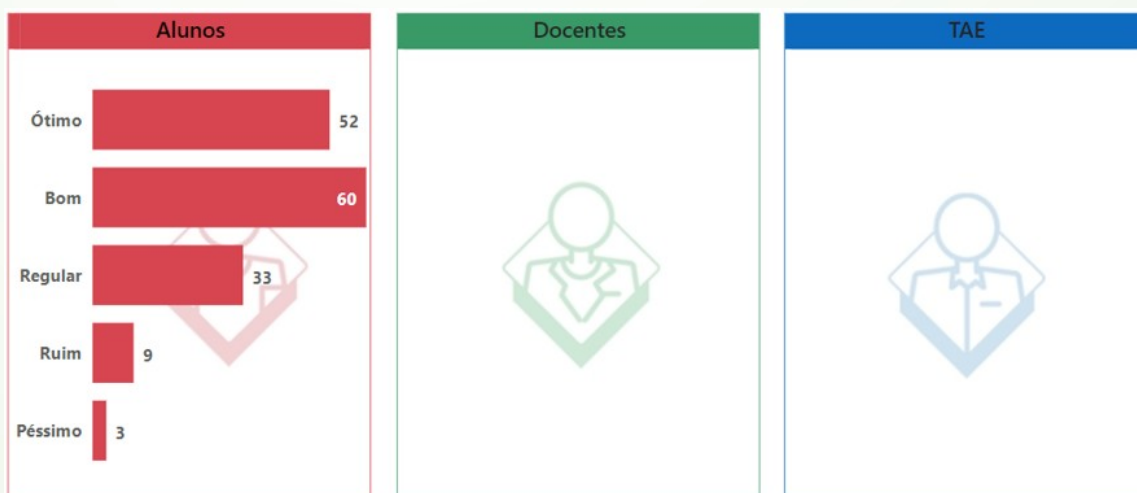 Alunos
Docentes
TAE
Ótimo
52
Bom
60
Regular
33
Ruim
9
Péssimo
3